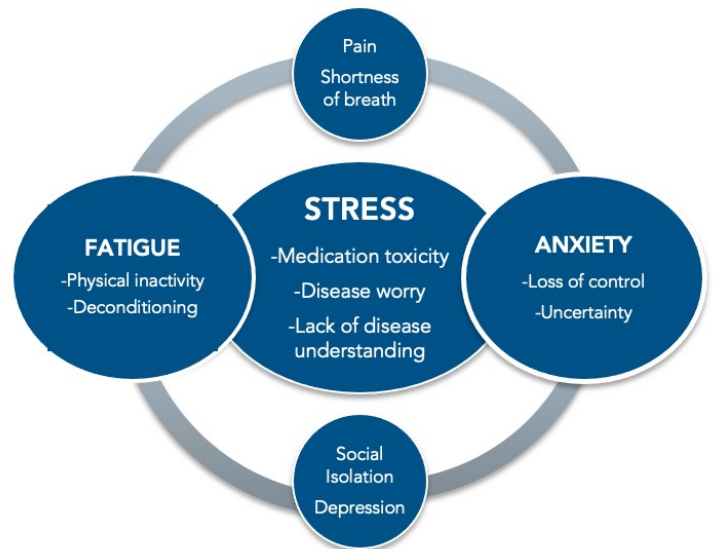 Pain
Shortness
of breath
FATIGUE
-Physical inactivity
-Deconditioning
STRESS
-Medication toxicity
-Disease worry
-Lack of disease
understanding
ANXIETY
-Loss of control
-Uncertainty
Social
Isolation
Depression